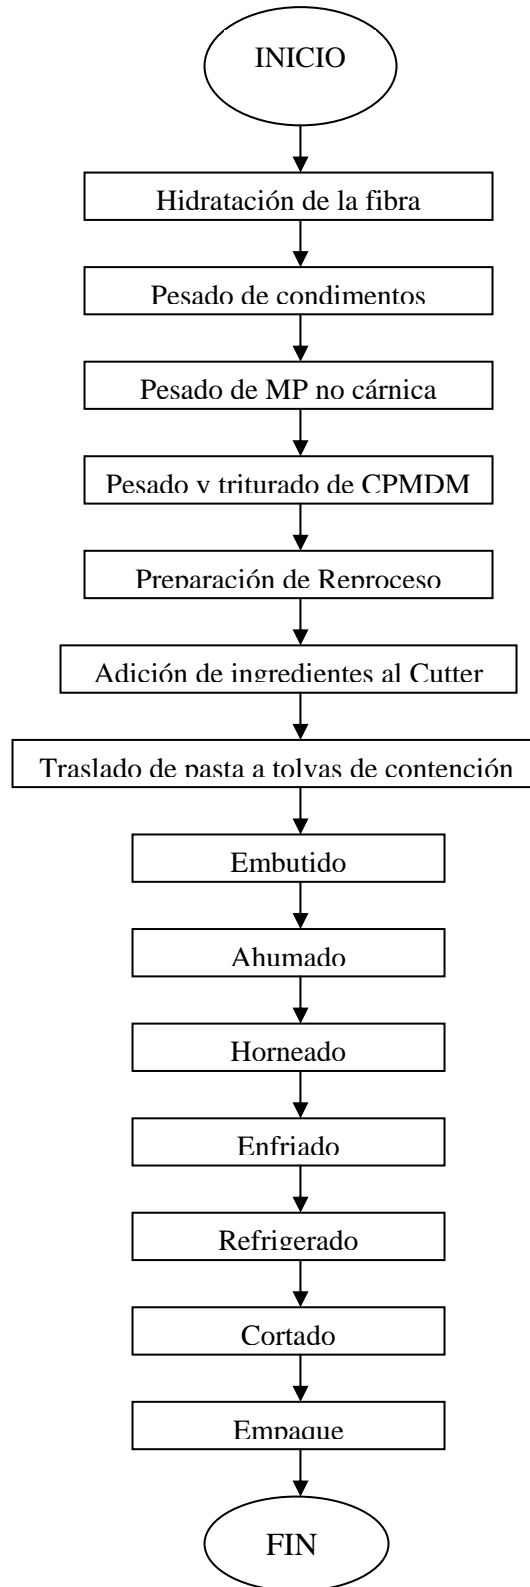 INICIO
Hidratación de la fibra
Pesado de condimentos
Pesado de MP no cárnica
Pesado y triturado de CPMDM
Preparación de Reproceso
Adición de ingredientes al Cutter
Traslado de pasta a tolvas de contención
Embutido
Ahumado
Horneado
Enfriado
Refrigerado
Cortado
Empaque
FIN